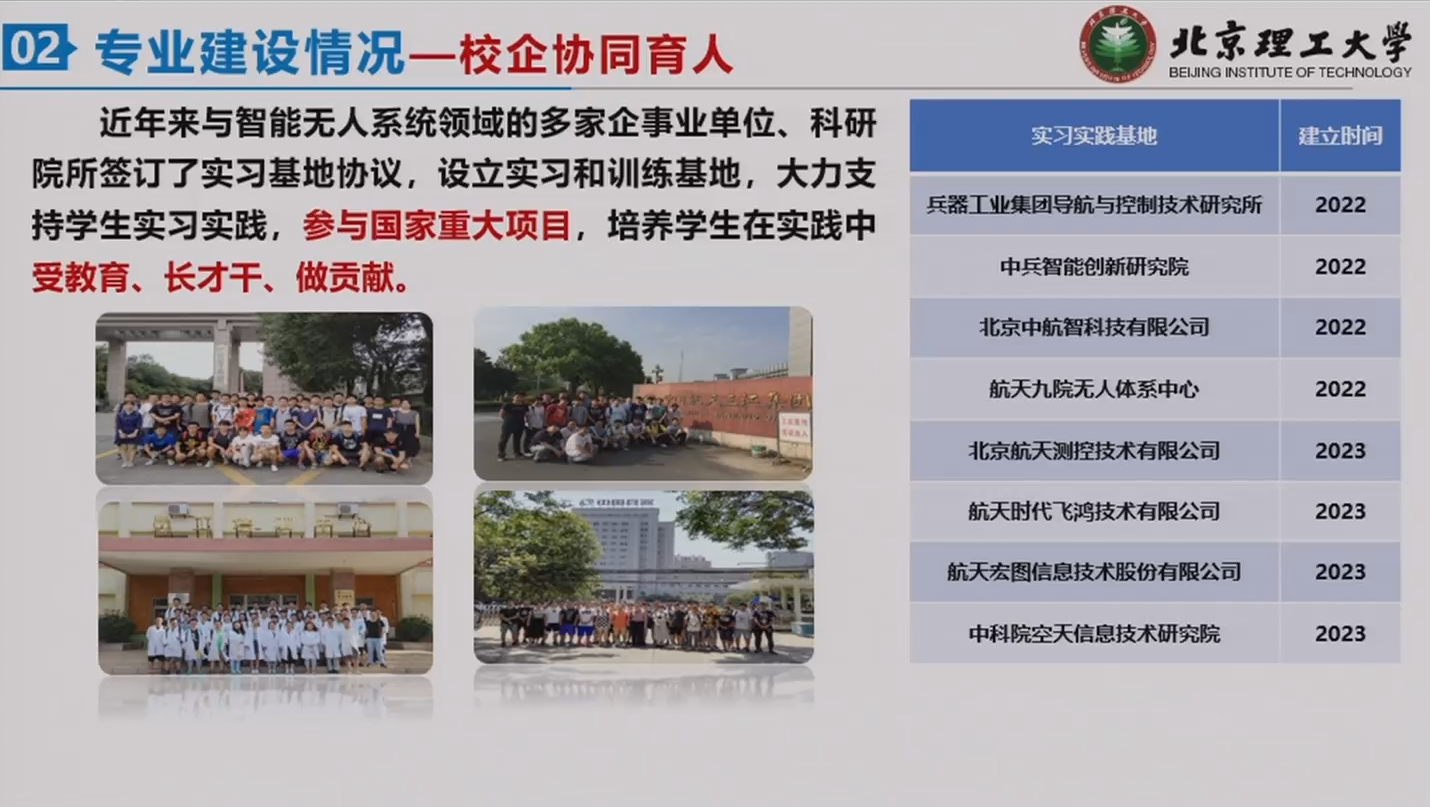 02 专业建设情况—校企协同育人
北京理工大学
BEIJING INSTITUTE OF TECHNOLOGY
近年来与智能无人系统领域的多家企事业单位、科研
院所签订了实习基地协议，设立实习和训练基地，大力支
持学生实习实践，参与国家重大项目，培养学生在实践中
受教育、长才干、做贡献。
实习实践基地 建立时间
兵器工业集团导航与控制技术研究所 2022
中兵智能创新研究院 2022
北京中航智科技有限公司 2022
航天九院无人体系中心 2022
北京航天测控技术有限公司 2023
航天时代飞鸿技术有限公司 2023
航天宏图信息技术股份有限公司 2023
中科院空天信息技术研究院 2023